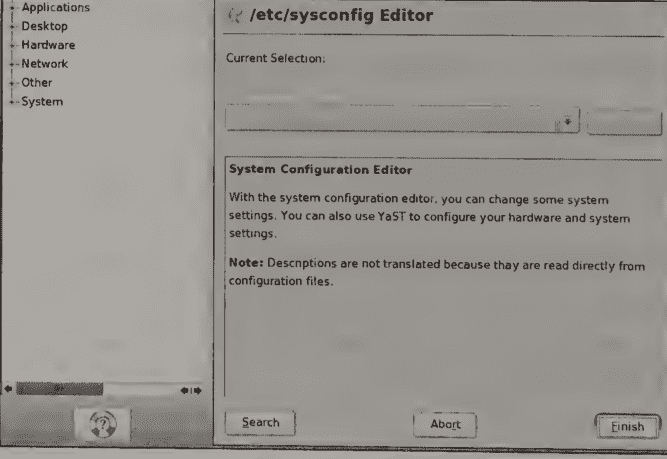 Applications
Desktop
Hardware
Network
Other
System
/etc/sysconfig Editor
Current Selection:
System Configuration Editor
With the system configuration editor, you can change some system
settings. You can also use YaST to configure your hardware and system
settings.
Note: Descriptions are not translated because thay are read directly from
configuration files.
Search
Abort
Finish